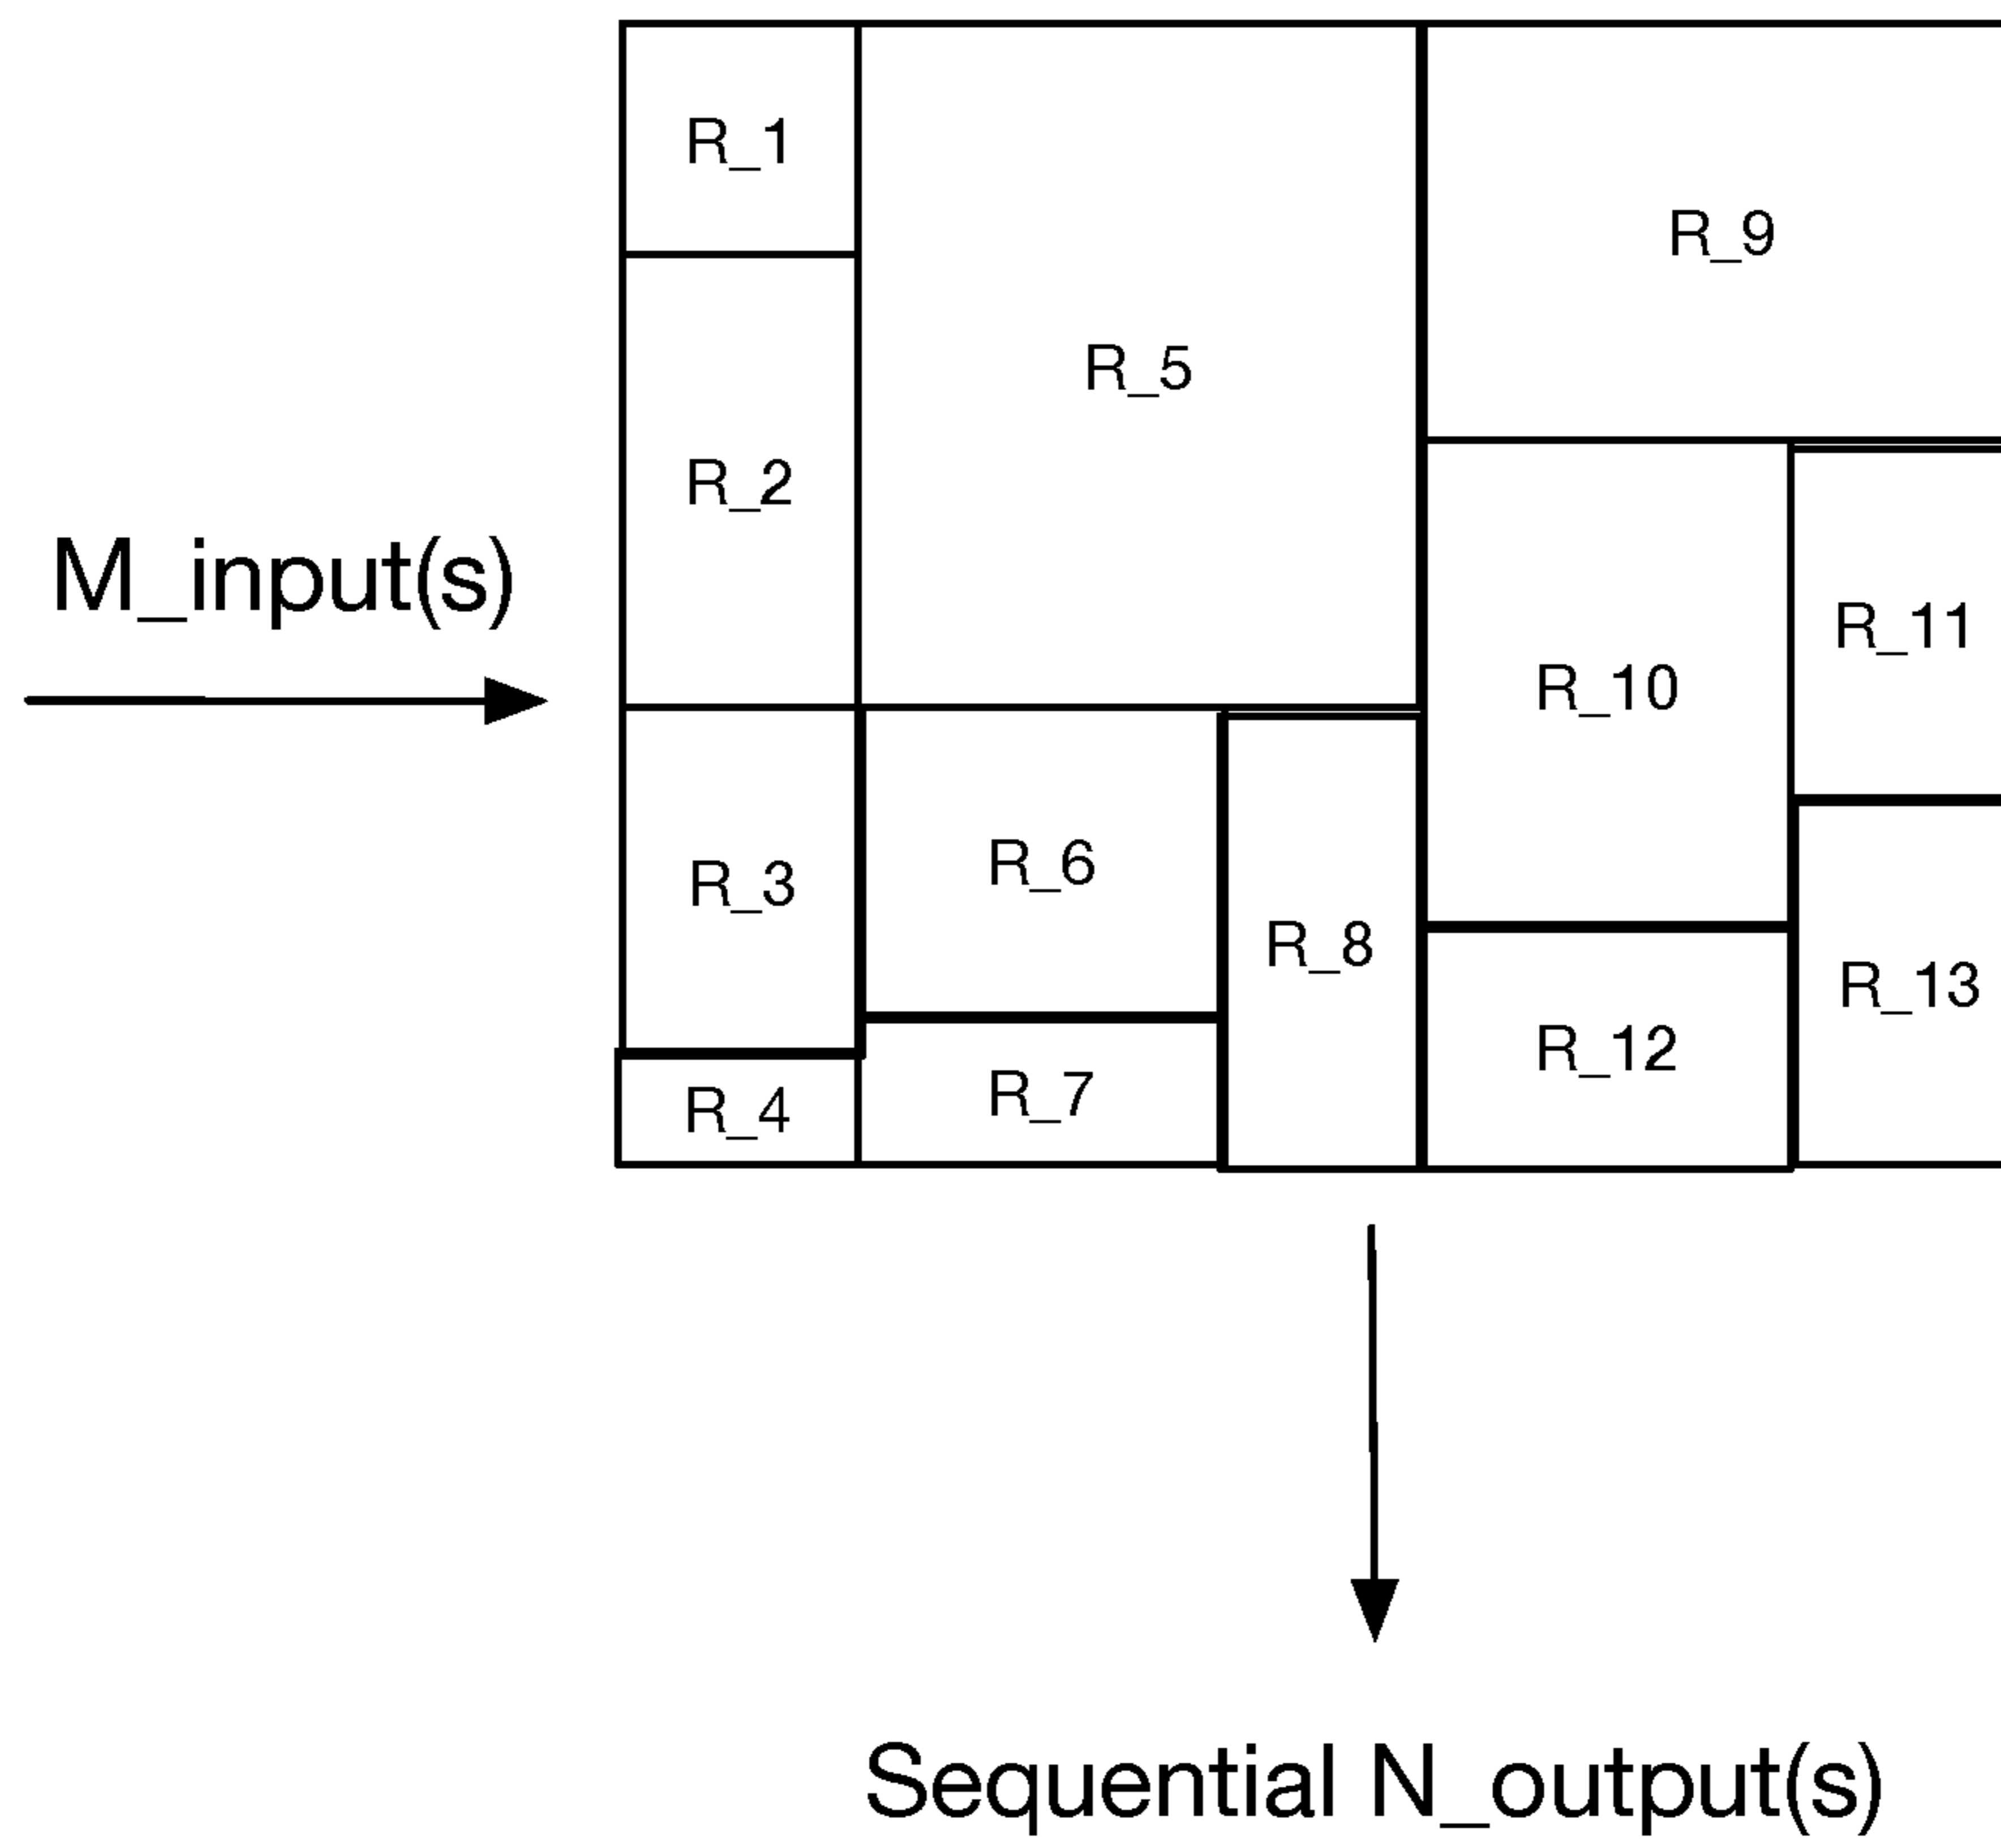 R_1
R_5
R_9
R_2
M_input(s)
R_11
R_10
R_3
R_6
R_8
R_13
R_12
R_4
R_7
Sequential N_output(s)